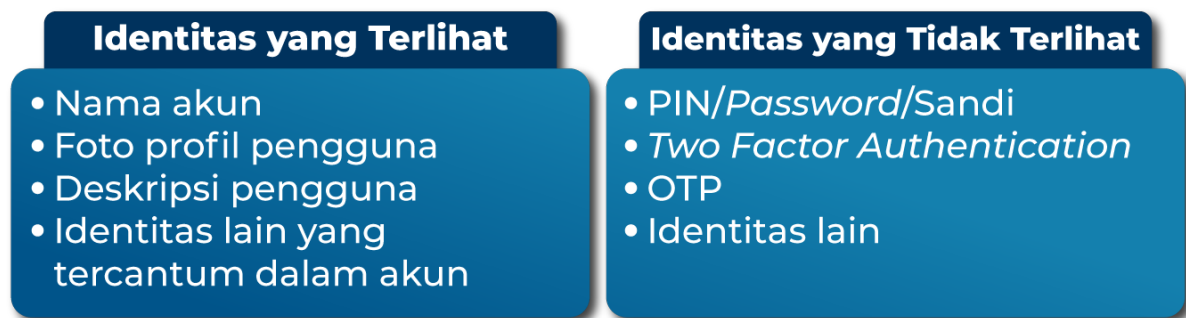 Identitas yang Terlihat
• Nama akun
• Foto profil pengguna
• Deskripsi pengguna
• Identitas lain yang
tercantum dalam akun
Identitas yang Tidak Terlihat
• PIN/Password/Sandi
• Two Factor Authentication
• OTP
• Identitas lain